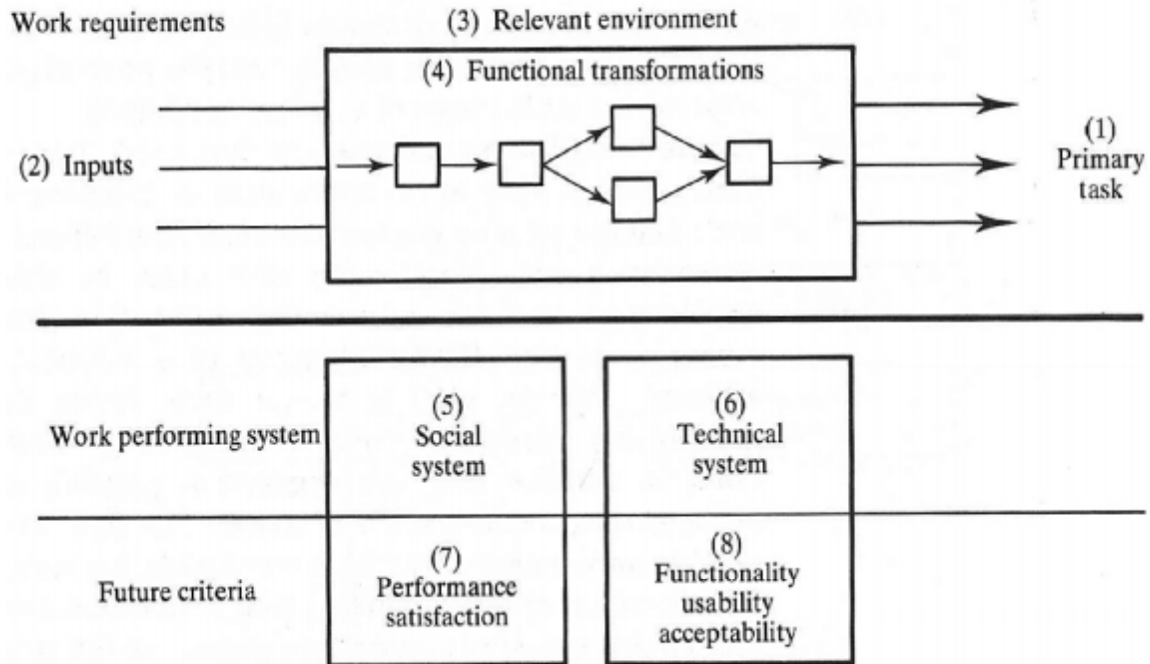 Work requirements
(3) Relevant environment
(4) Functional transformations
(2) Inputs
(1)
Primary
task
Work performing system
(5)
Social
system
(6)
Technical
system
Future criteria
(7)
Performance
satisfaction
(8)
Functionality
usability
acceptability